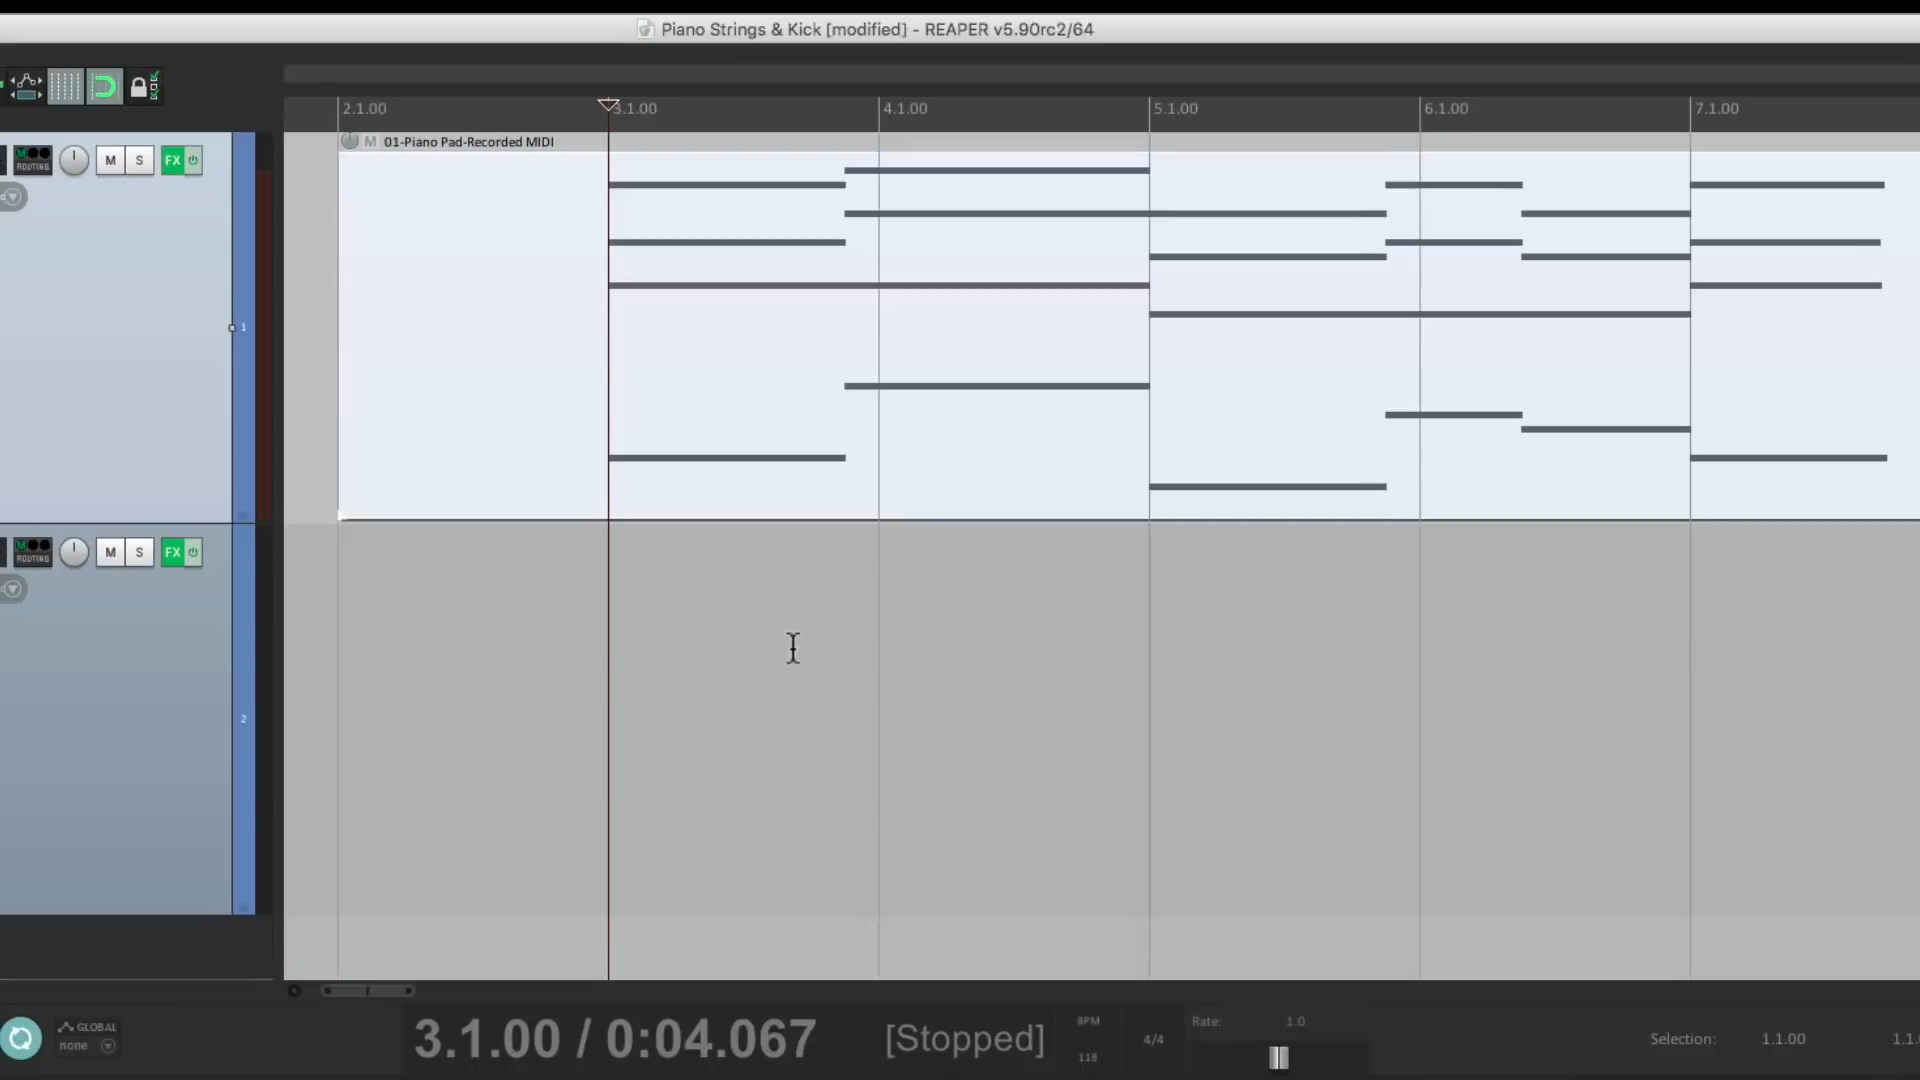 Piano Strings & Kick [modified] - REAPER v5.90rc2/64
2.1.00 3.1.00 4.1.00 5.1.00 6.1.00 7.1.00
M 01-Piano Pad-Recorded MIDI
ROUTING M S FX
1
ROUTING M S FX
2
GLOBAL
none
3.1.00 / 0:04.067 [Stopped]
BPM
118
4/4
Rate: 1.0
Selection: 1.1.00